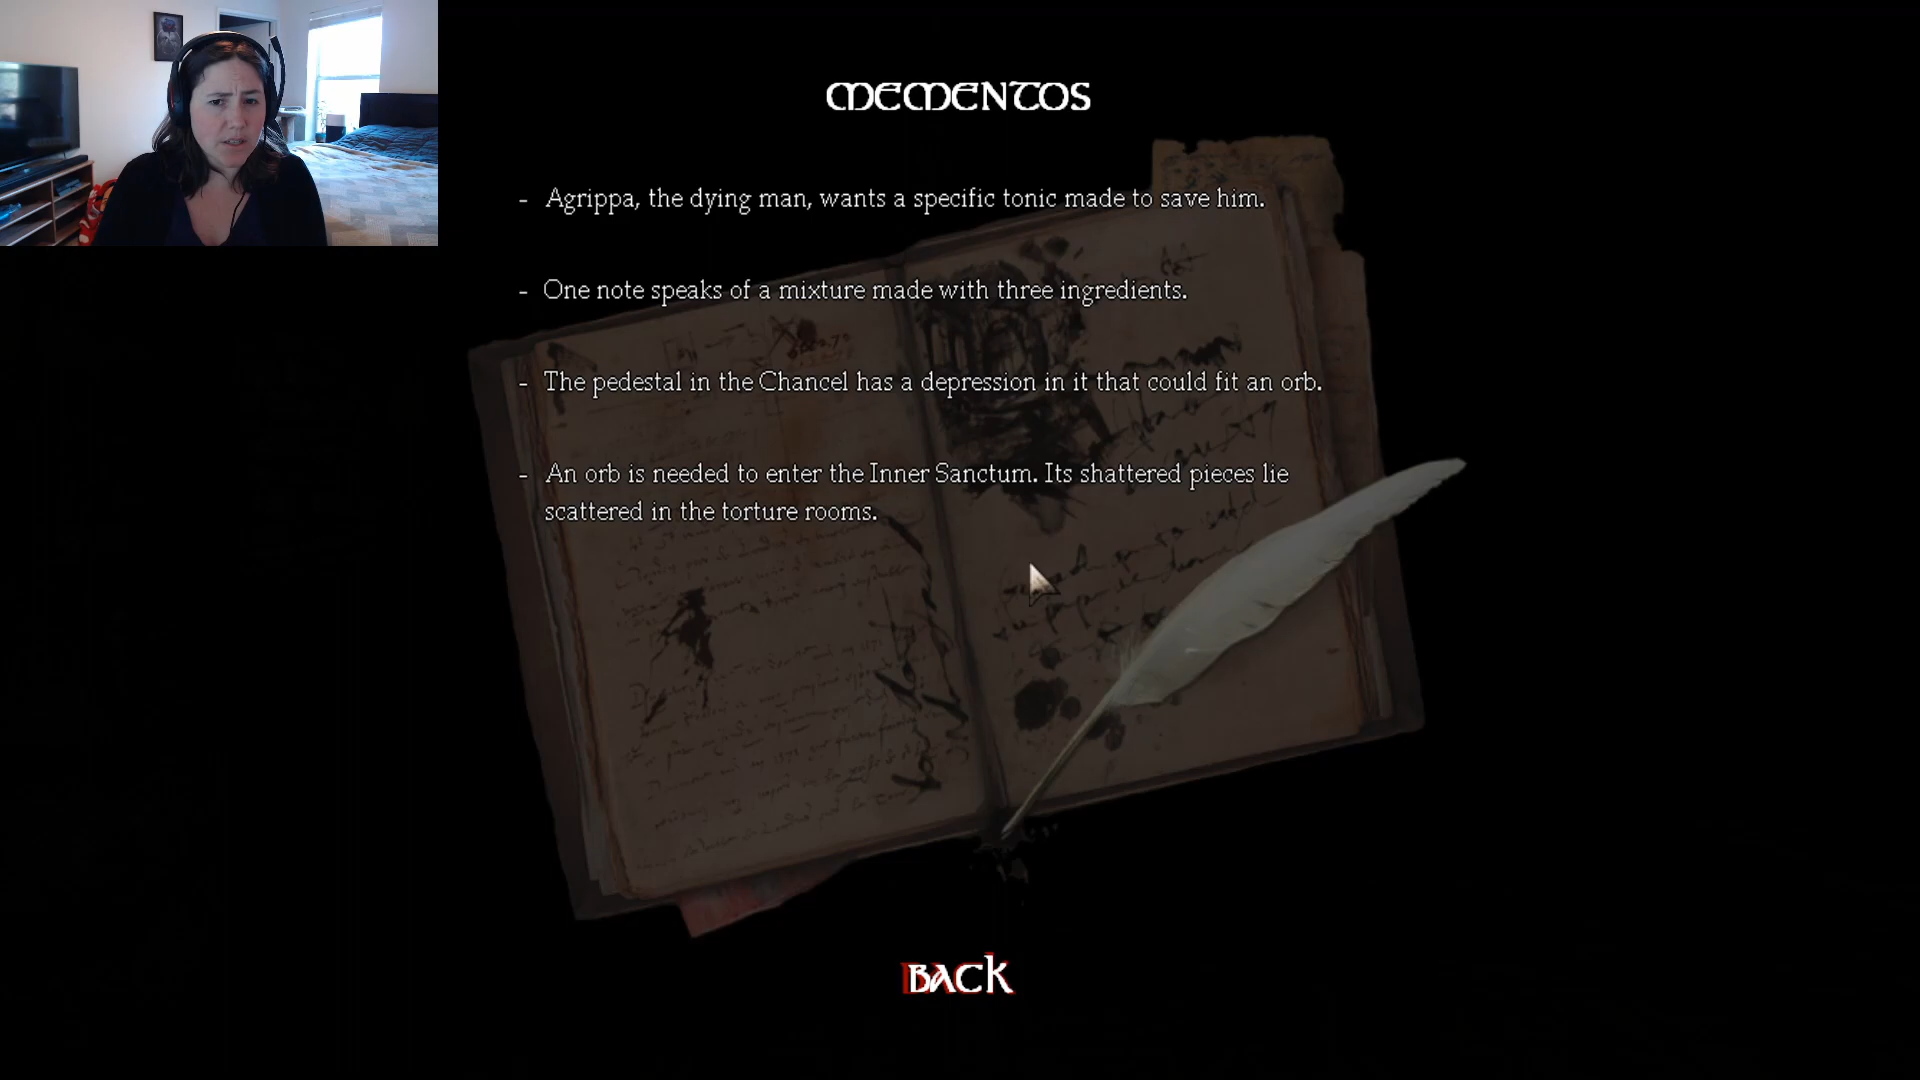 MEMENTOS
- Agrippa, the dying man, wants a specific tonic made to save him.
- One note speaks of a mixture made with three ingredients.
- The pedestal in the Chancel has a depression in it that could fit an orb.
- An orb is needed to enter the Inner Sanctum. Its shattered pieces lie
scattered in the torture rooms.
BACK